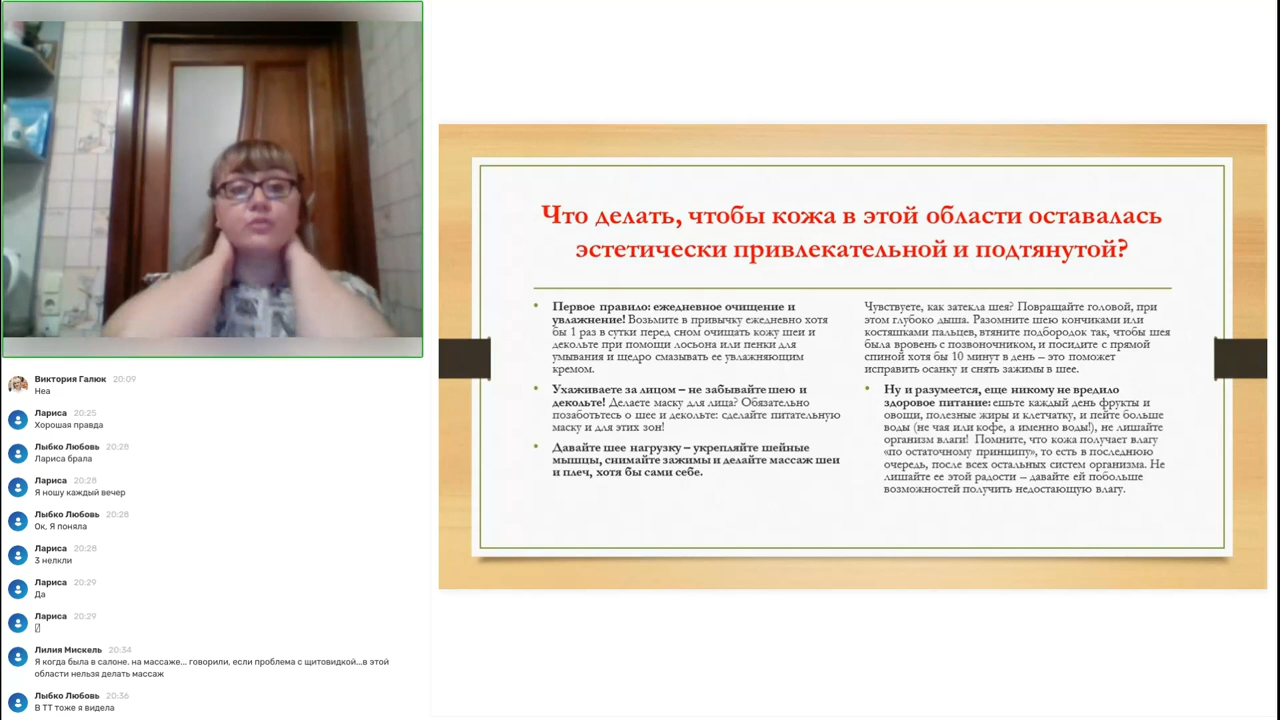 Виктория Галюк 20:09
Неа
Лариса 20:25
Хорошая правда
Лыбко Любовь 20:28
Лариса брала
Лариса 20:28
Я ношу каждый вечер
Лыбко Любовь 20:28
Ок, Я поняла
Лариса 20:28
3 нелкли
Лариса 20:29
Да
Лариса 20:29
Лилия Мискель 20:34
Я когда была в салоне. на массаже... говорили, если проблема с щитовидкой...в этой
области нельзя делать массаж
Лыбко Любовь 20:36
В ТТ тоже я видела
Что делать, чтобы кожа в этой области оставалась
эстетически привлекательной и подтянутой?
• Первое правило: ежедневное очищение и
увлажнение! Возьмите в привычку ежедневно хотя
бы 1 раз в сутки перед сном очищать кожу шеи и
декольте при помощи лосьона или пенки для
умывания и щедро смазывать ее увлажняющим
кремом.
• Ухаживаете за лицом – не забывайте шею и
декольте! Делаете маску для лица? Обязательно
позаботьтесь о шее и декольте: сделайте питательную
маску и для этих зон!
• Давайте шее нагрузку – укрепляйте шейные
мышцы, снимайте зажимы и делайте массаж шеи
и плеч, хотя бы сами себе.
Чувствуете, как затекла шея? Повращайте головой, при
этом глубоко дыша. Разомните шею кончиками или
костяшками пальцев, втяните подбородок так, чтобы шея
была вровень с позвоночником, и посидите с прямой
спиной хотя бы 10 минут в день – это поможет
исправить осанку и снять зажимы в шее.
• Ну и разумеется, еще никому не вредило
здоровое питание: ешьте каждый день фрукты и
овощи, полезные жиры и клетчатку, и пейте больше
воды (не чая или кофе, а именно воды!), не лишайте
организм влаги! Помните, что кожа получает влагу
«по остаточному принципу», то есть в последнюю
очередь, после всех остальных систем организма. Не
лишайте ее этой радости – давайте ей побольше
возможностей получить недостающую влагу.